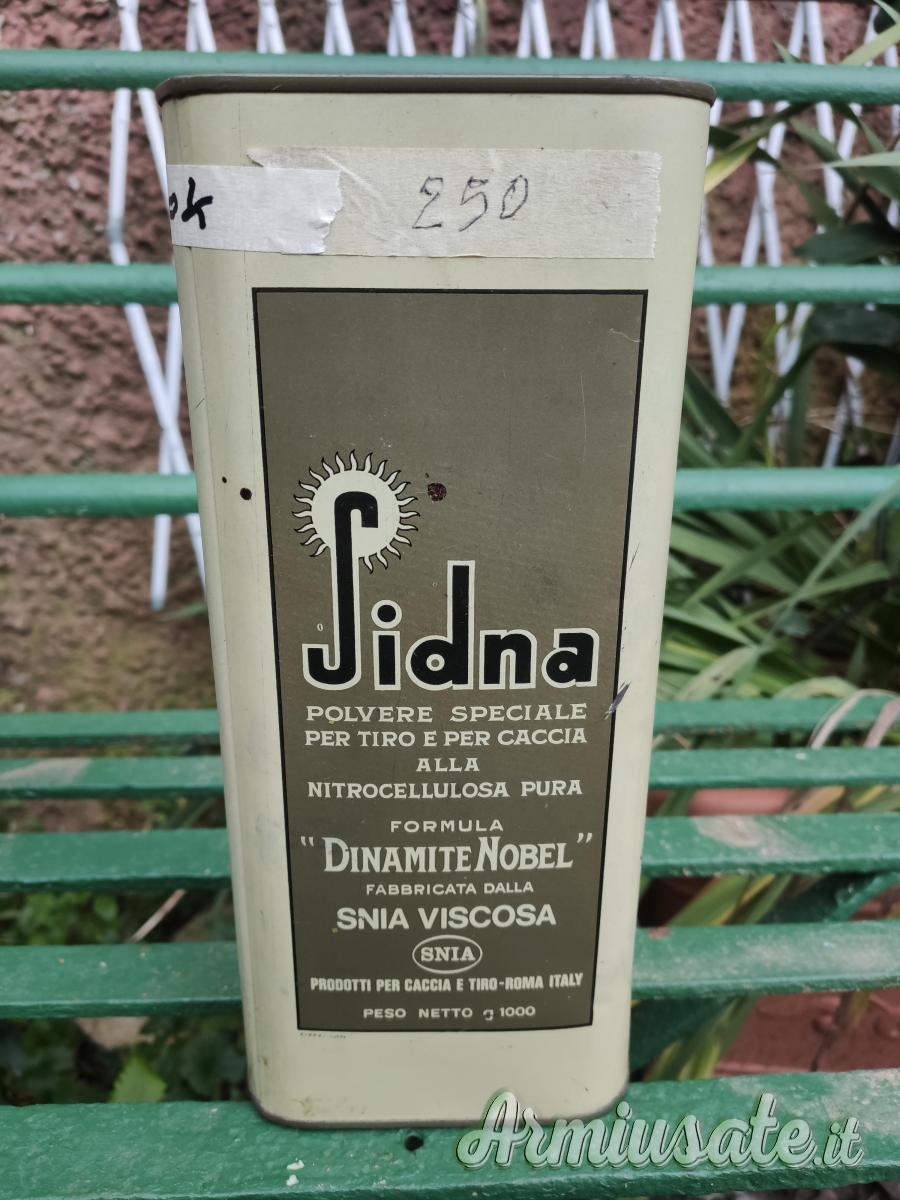 ok
250
Sidna
POLVERE SPECIALE
PER TIRO E PER CACCIA
ALLA
NITROCELLULOSA PURA
FORMULA
"DINAMITE NOBEL"
FABBRICATA DALLA
SNIA VISCOSA
SNIA
PRODOTTI PER CACCIA E TIRO-ROMA ITALY
PESO NETTO g 1000
Armiusate.it